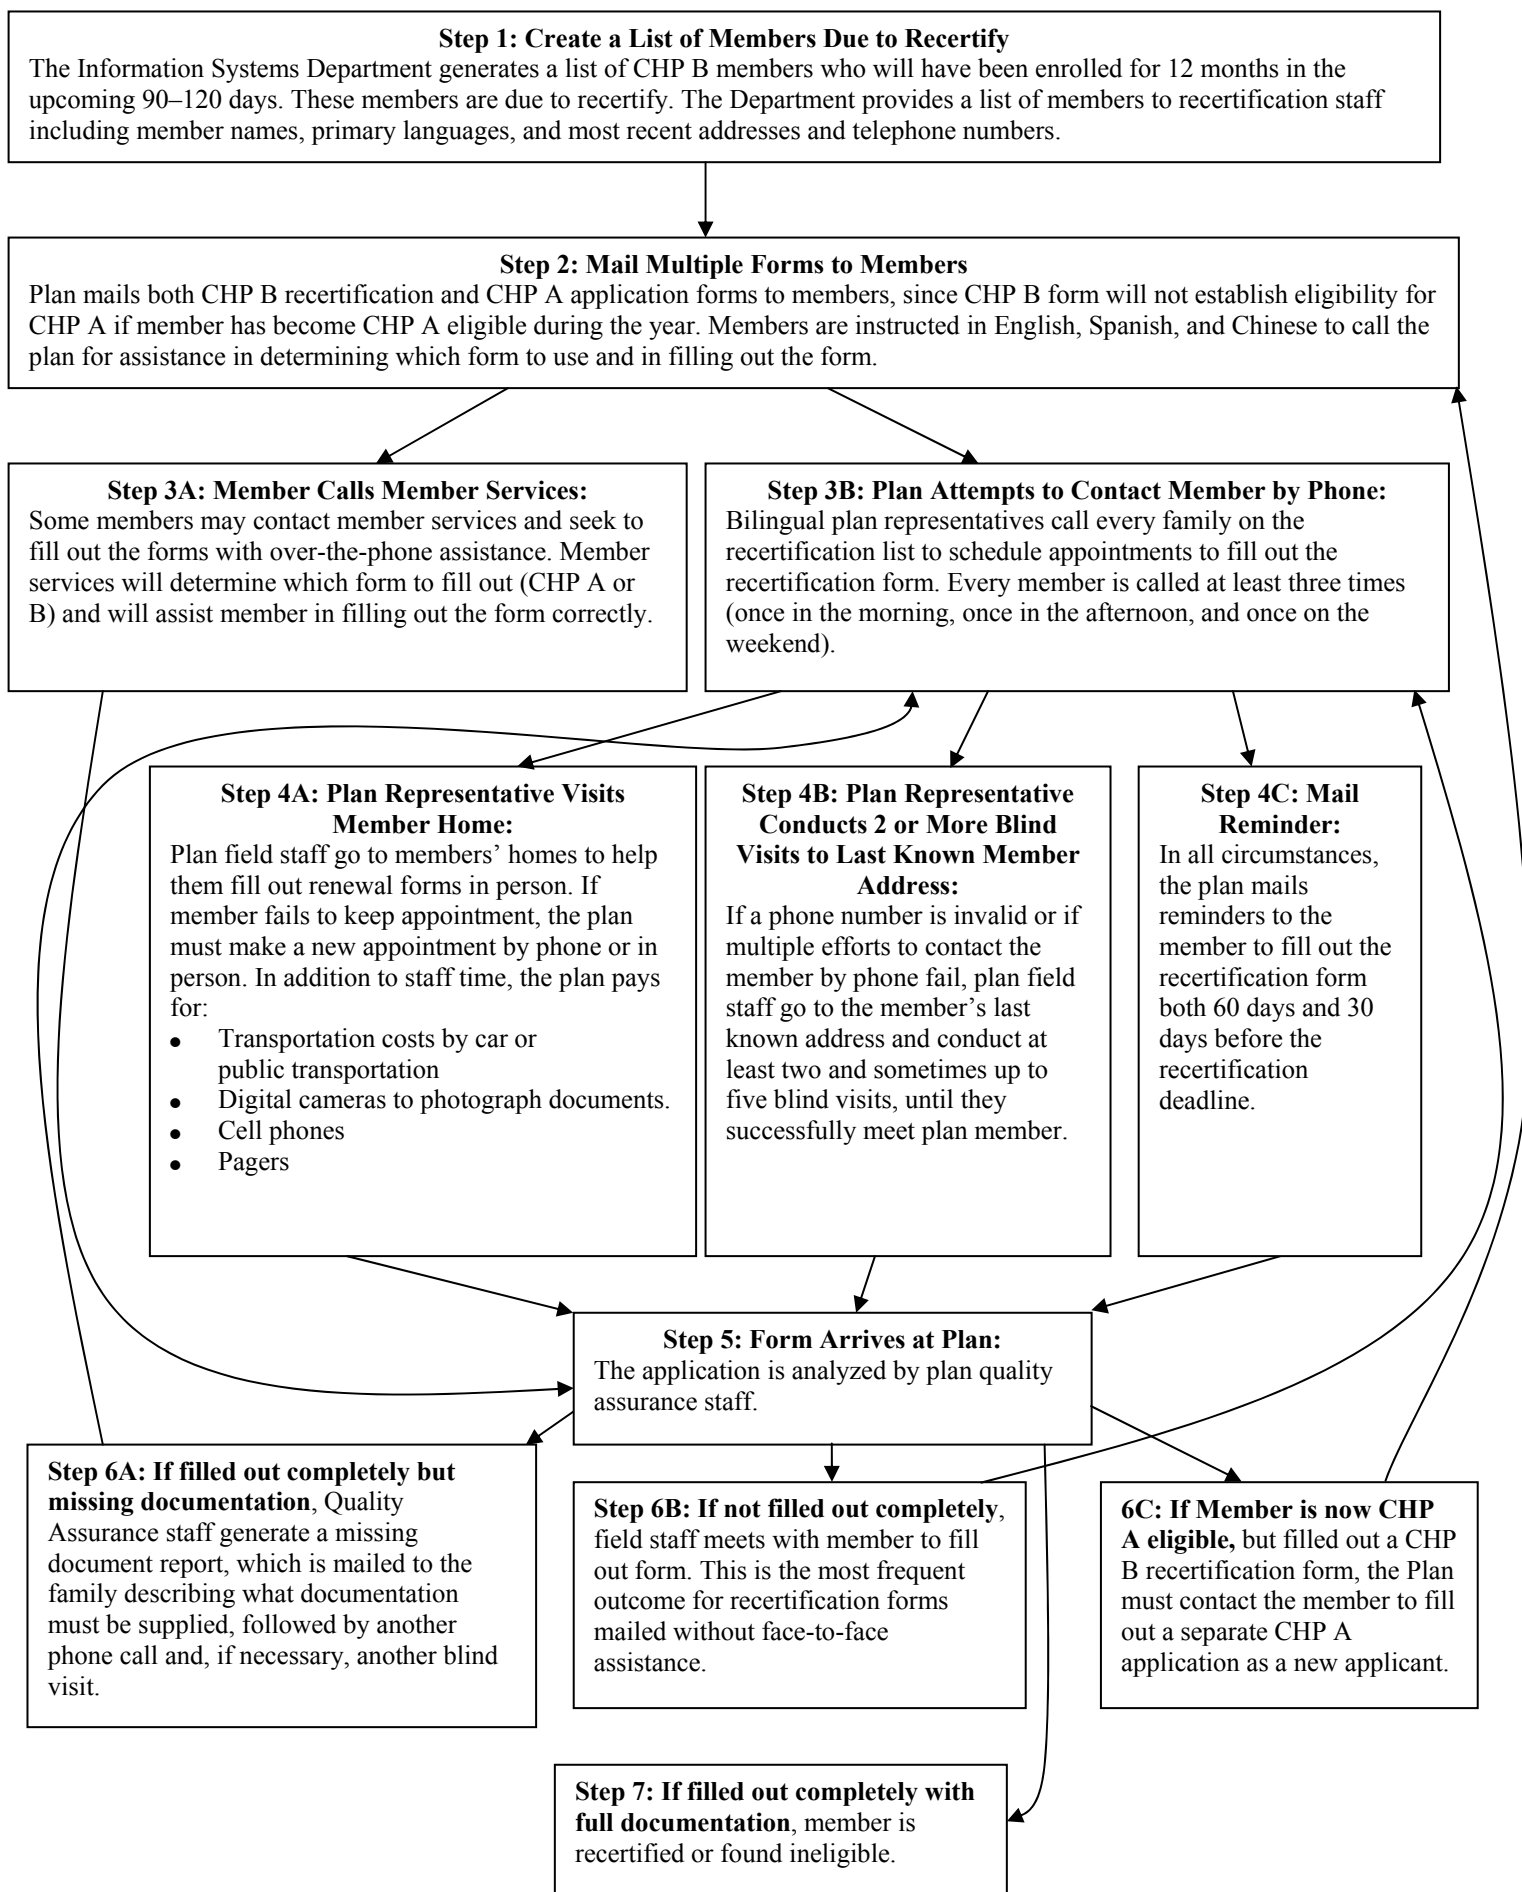 Step 1: Create a List of Members Due to Recertify
The Information Systems Department generates a list of CHP B members who will have been enrolled for 12 months in the
upcoming 90–120 days. These members are due to recertify. The Department provides a list of members to recertification staff
including member names, primary languages, and most recent addresses and telephone numbers.
Step 2: Mail Multiple Forms to Members
Plan mails both CHP B recertification and CHP A application forms to members, since CHP B form will not establish eligibility for
CHP A if member has become CHP A eligible during the year. Members are instructed in English, Spanish, and Chinese to call the
plan for assistance in determining which form to use and in filling out the form.
Step 3A: Member Calls Member Services:
Some members may contact member services and seek to
fill out the forms with over-the-phone assistance. Member
services will determine which form to fill out (CHP A or
B) and will assist member in filling out the form correctly.
Step 3B: Plan Attempts to Contact Member by Phone:
Bilingual plan representatives call every family on the
recertification list to schedule appointments to fill out the
recertification form. Every member is called at least three times
(once in the morning, once in the afternoon, and once on the
weekend).
Step 4A: Plan Representative Visits
Member Home:
Plan field staff go to members’ homes to help
them fill out renewal forms in person. If
member fails to keep appointment, the plan
must make a new appointment by phone or in
person. In addition to staff time, the plan pays
for:
• Transportation costs by car or
public transportation
• Digital cameras to photograph documents.
• Cell phones
• Pagers
Step 4B: Plan Representative
Conducts 2 or More Blind
Visits to Last Known Member
Address:
If a phone number is invalid or if
multiple efforts to contact the
member by phone fail, plan field
staff go to the member’s last
known address and conduct at
least two and sometimes up to
five blind visits, until they
successfully meet plan member.
Step 4C: Mail
Reminder:
In all circumstances,
the plan mails
reminders to the
member to fill out the
recertification form
both 60 days and 30
days before the
recertification
deadline.
Step 5: Form Arrives at Plan:
The application is analyzed by plan quality
assurance staff.
Step 6A: If filled out completely but
missing documentation, Quality
Assurance staff generate a missing
document report, which is mailed to the
family describing what documentation
must be supplied, followed by another
phone call and, if necessary, another blind
visit.
Step 6B: If not filled out completely,
field staff meets with member to fill
out form. This is the most frequent
outcome for recertification forms
mailed without face-to-face
assistance.
6C: If Member is now CHP
A eligible, but filled out a CHP
B recertification form, the Plan
must contact the member to fill
out a separate CHP A
application as a new applicant.
Step 7: If filled out completely with
full documentation, member is
recertified or found ineligible.